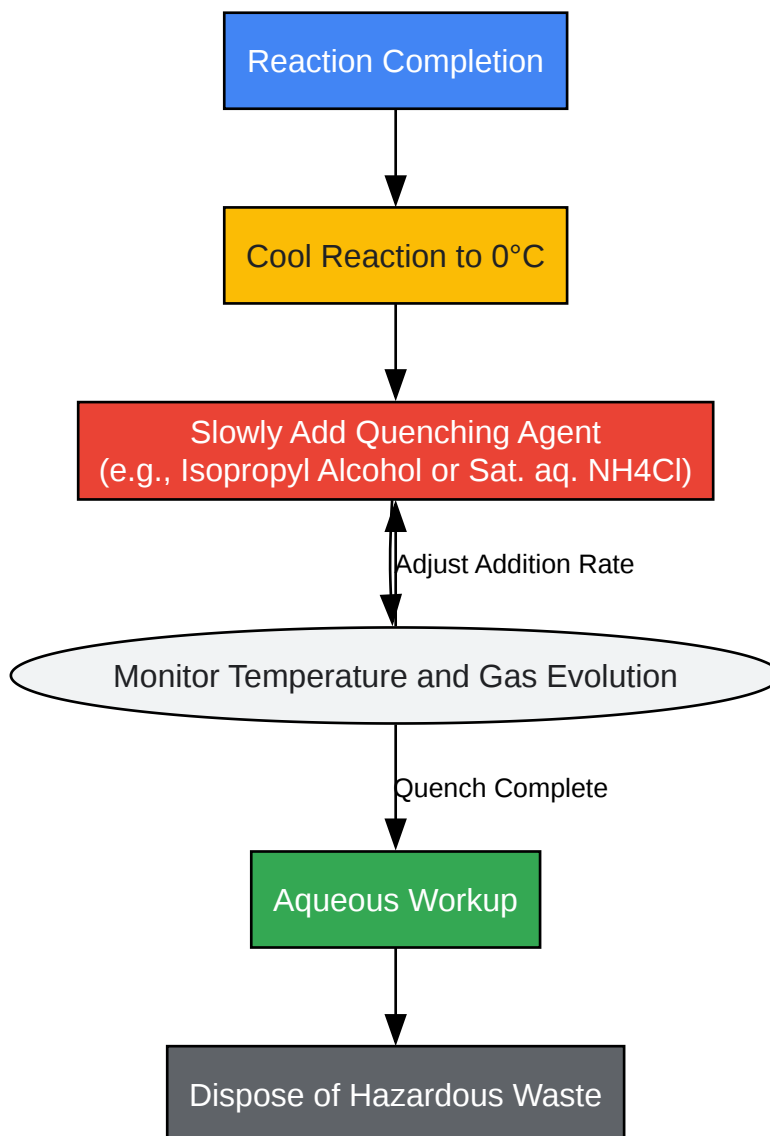 Reaction Completion
Cool Reaction to 0°C
Slowly Add Quenching Agent
(e.g., Isopropyl Alcohol or Sat. aq. NH4Cl)
Adjust Addition Rate
Monitor Temperature and Gas Evolution
Quench Complete
Aqueous Workup
Dispose of Hazardous Waste